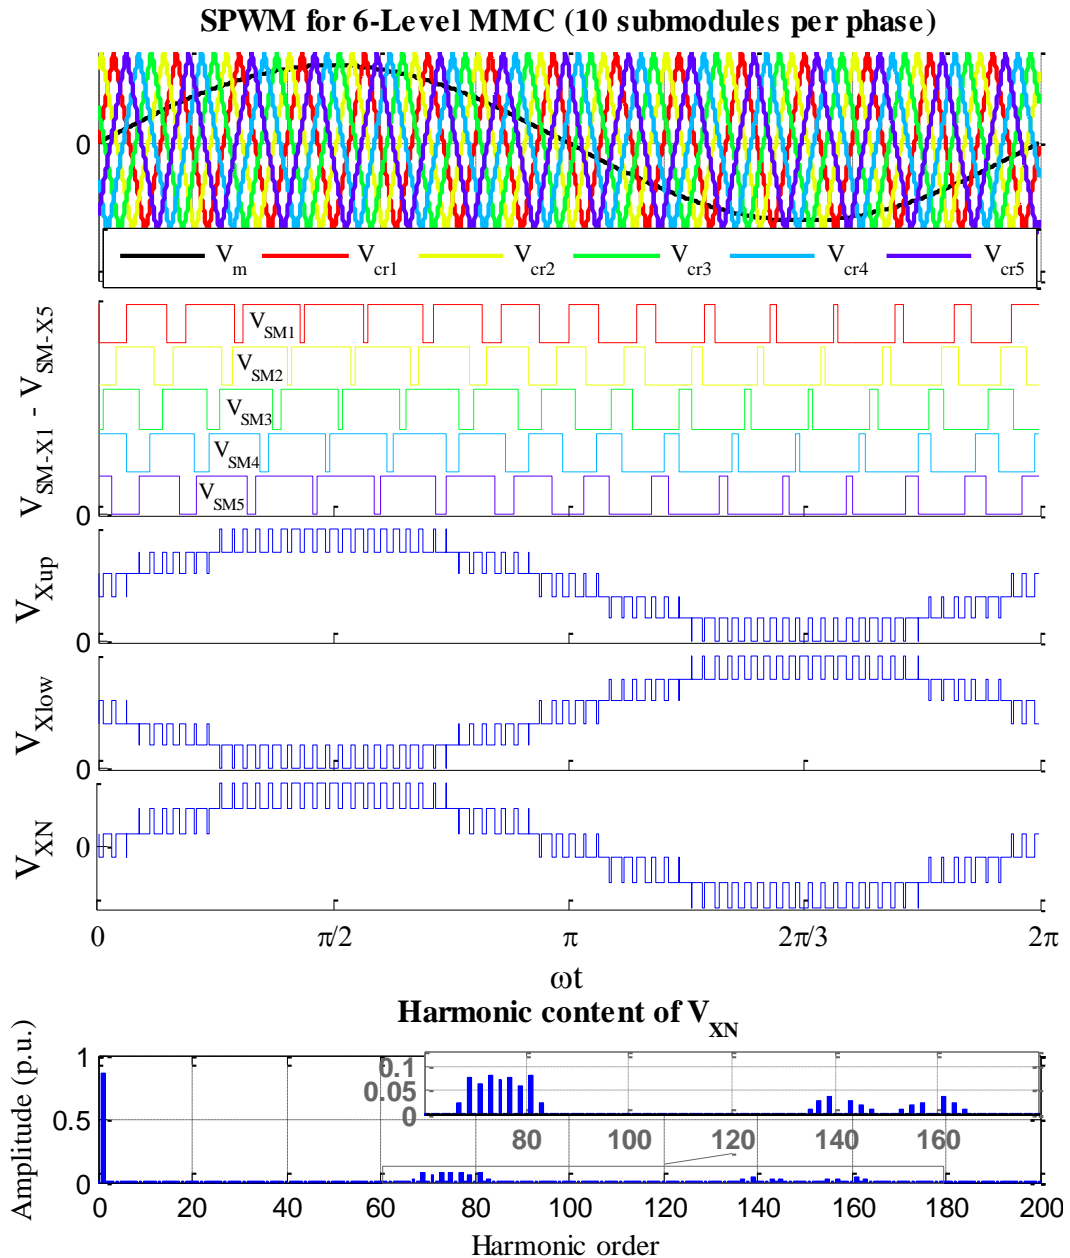 SPWM for 6-Level MMC (10 submodules per phase)
0
V_m V_cr1 V_cr2 V_cr3 V_cr4 V_cr5
V_SM-X1 - V_SM-X5
V_SM1
V_SM2
V_SM3
V_SM4
V_SM5
0
V_Xup
0
V_Xlow
0
V_XN
0
0 π/2 π 2π/3 2π
ωt
Harmonic content of V_XN
Amplitude (p.u.)
1
0.5
0
0.1
0.05
0
80 100 120 140 160
0 20 40 60 80 100 120 140 160 180 200
Harmonic order